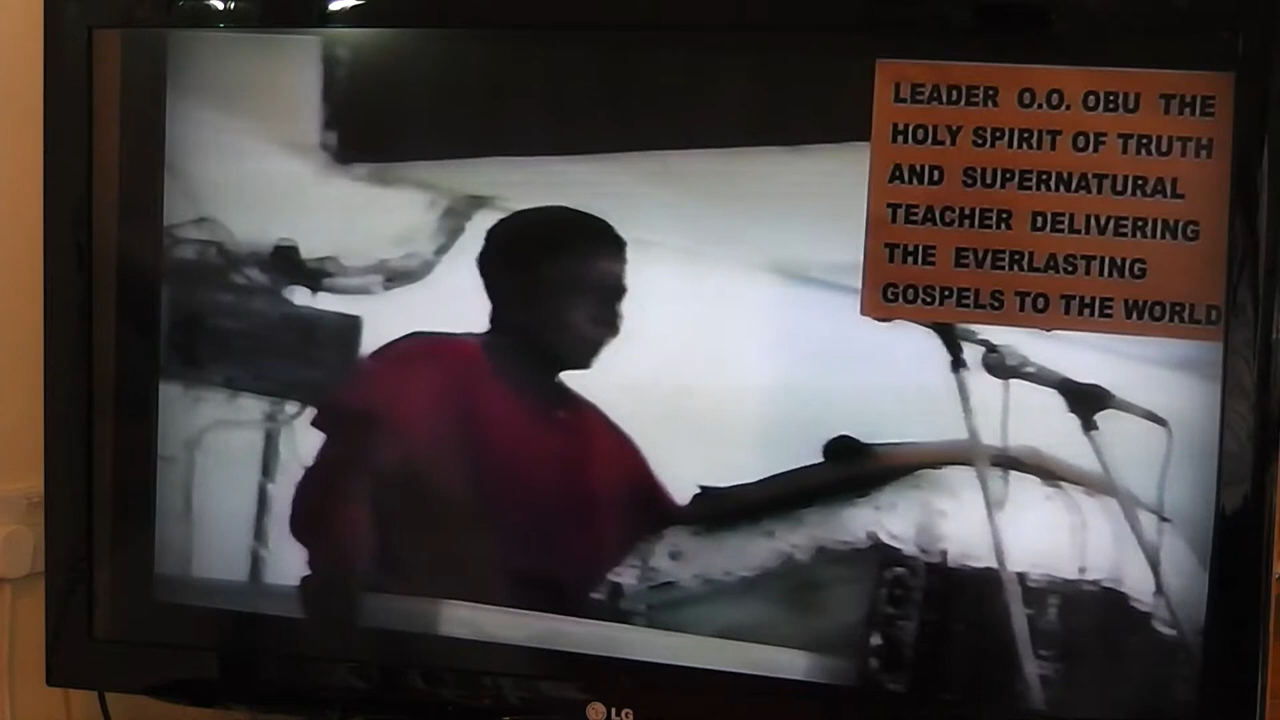 LEADER O.O. OBU THE
HOLY SPIRIT OF TRUTH
AND SUPERNATURAL
TEACHER DELIVERING
THE EVERLASTING
GOSPELS TO THE WORLD
LG